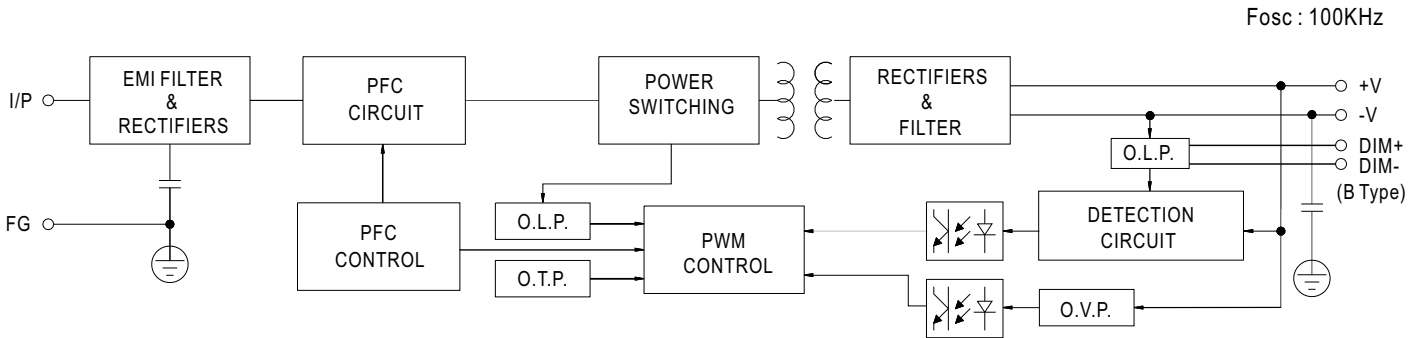 Fosc : 100KHz
I/P
EMI FILTER
&
RECTIFIERS
PFC
CIRCUIT
POWER
SWITCHING
RECTIFIERS
&
FILTER
+V
-V
DIM+
DIM-
(B Type)
O.L.P.
FG
PFC
CONTROL
O.L.P.
O.T.P.
PWM
CONTROL
DETECTION
CIRCUIT
O.V.P.